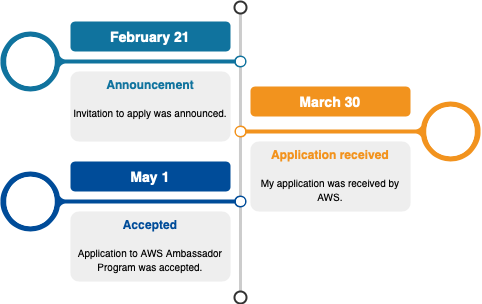 February 21
Announcement
Invitation to apply was announced.
March 30
Application received
My application was received by
AWS.
May 1
Accepted
Application to AWS Ambassador
Program was accepted.